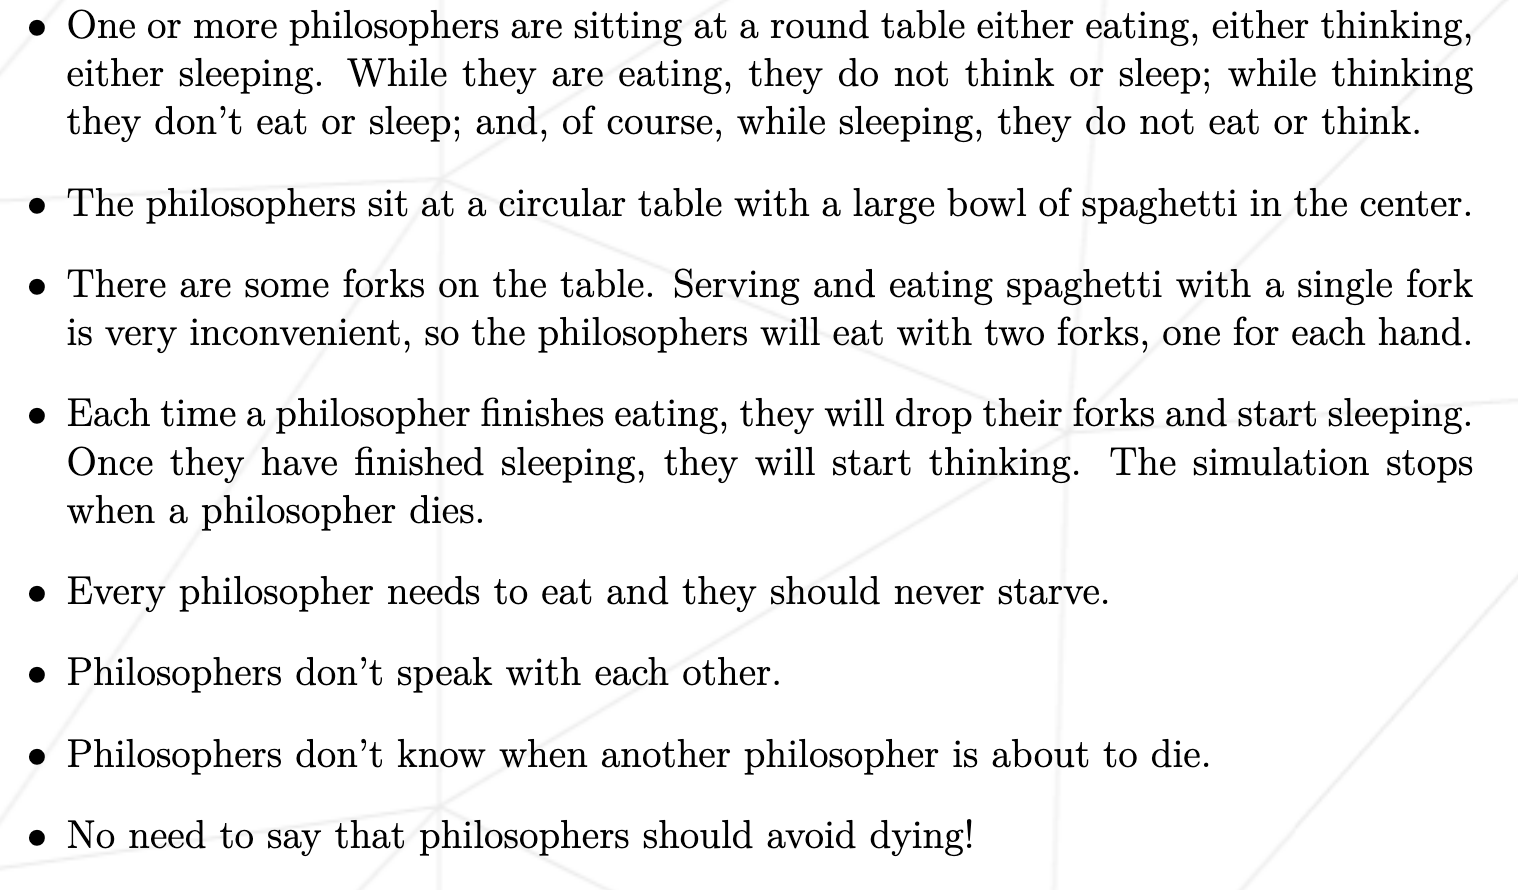 • One or more philosophers are sitting at a round table either eating, either thinking,
either sleeping. While they are eating, they do not think or sleep; while thinking
they don't eat or sleep; and, of course, while sleeping, they do not eat or think.
• The philosophers sit at a circular table with a large bowl of spaghetti in the center.
• There are some forks on the table. Serving and eating spaghetti with a single fork
is very inconvenient, so the philosophers will eat with two forks, one for each hand.
• Each time a philosopher finishes eating, they will drop their forks and start sleeping.
Once they have finished sleeping, they will start thinking. The simulation stops
when a philosopher dies.
• Every philosopher needs to eat and they should never starve.
• Philosophers don't speak with each other.
• Philosophers don't know when another philosopher is about to die.
• No need to say that philosophers should avoid dying!